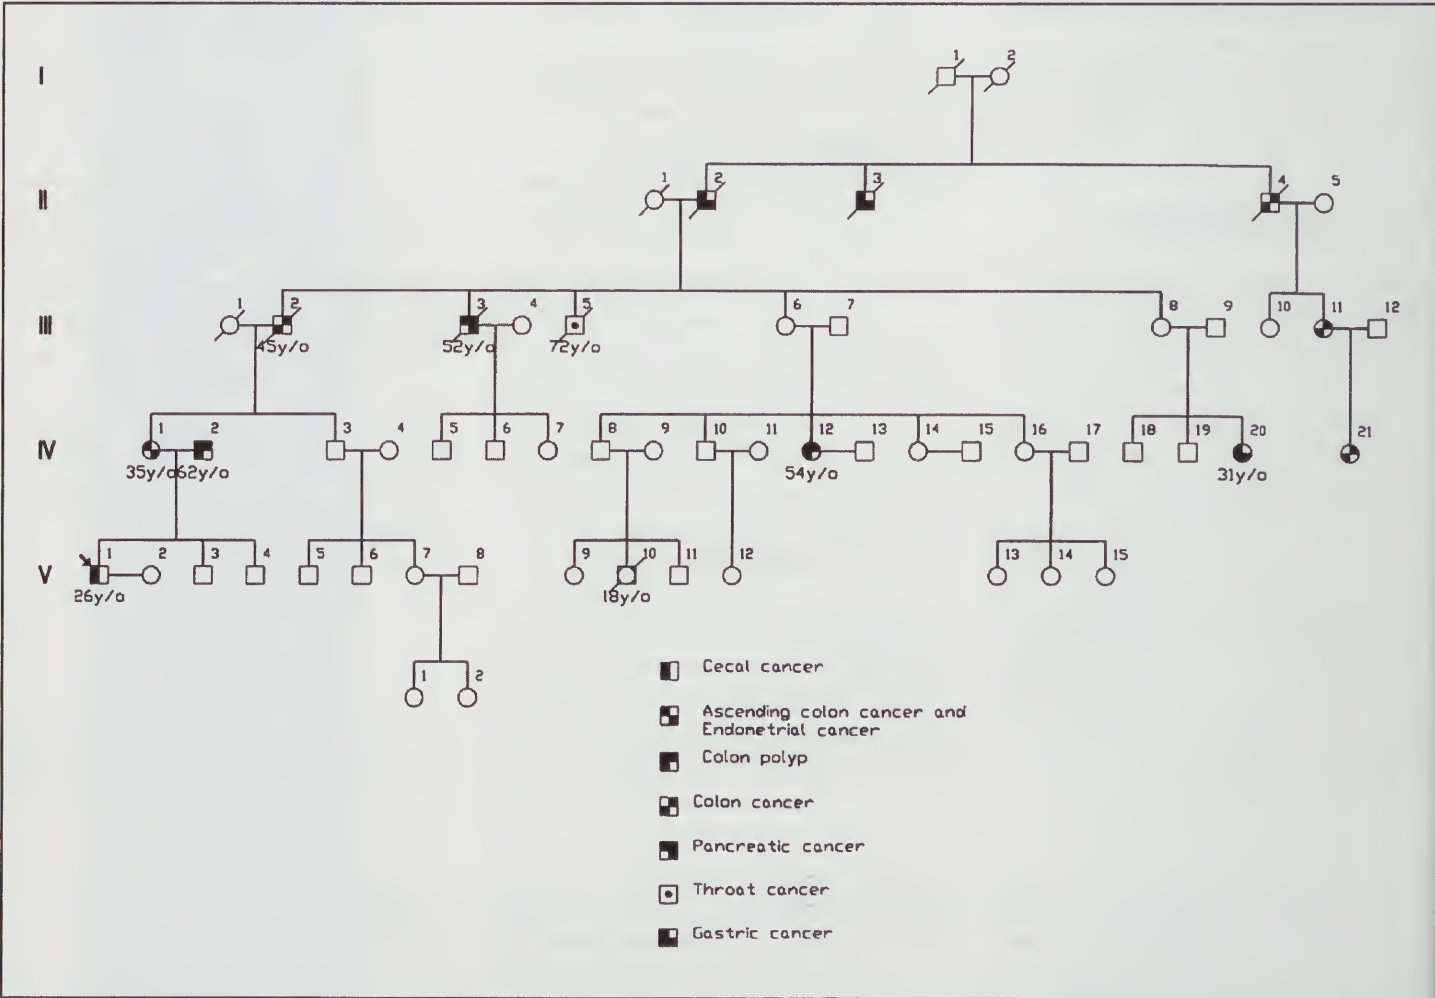 I
1 2
II
1 2 3 4 5
III
1 2 3 4 5 6 7 8 9 10 11 12
45y/o 52y/o 72y/o
IV
1 2 3 4 5 6 7 8 9 10 11 12 13 14 15 16 17 18 19 20 21
35y/o 62y/o 54y/o 31y/o
V
1 2 3 4 5 6 7 8 9 10 11 12 13 14 15
26y/o 18y/o
1 2
Cecal cancer
Ascending colon cancer and
Endometrial cancer
Colon polyp
Colon cancer
Pancreatic cancer
Throat cancer
Gastric cancer